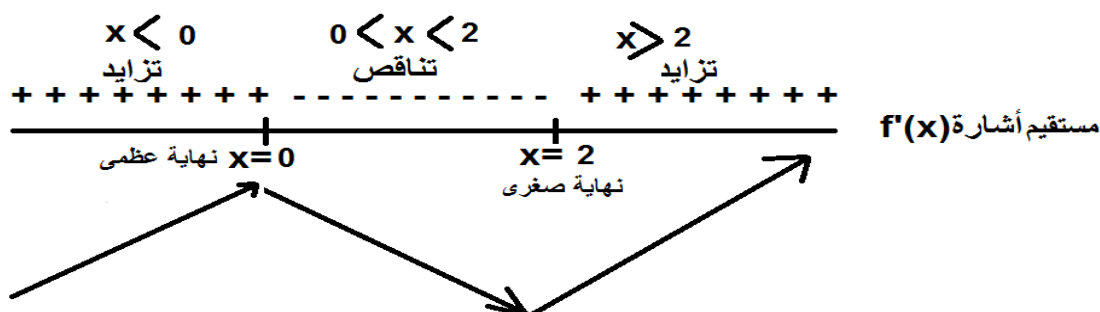 x < 0 0 < x < 2 x > 2
تزايد تناقص تزايد
+ + + + + + + + - - - - - - - - - - - + + + + + + + +
مستقيم أشارة f'(x)
x= 0 نهاية عظمى
x= 2
نهاية صغرى